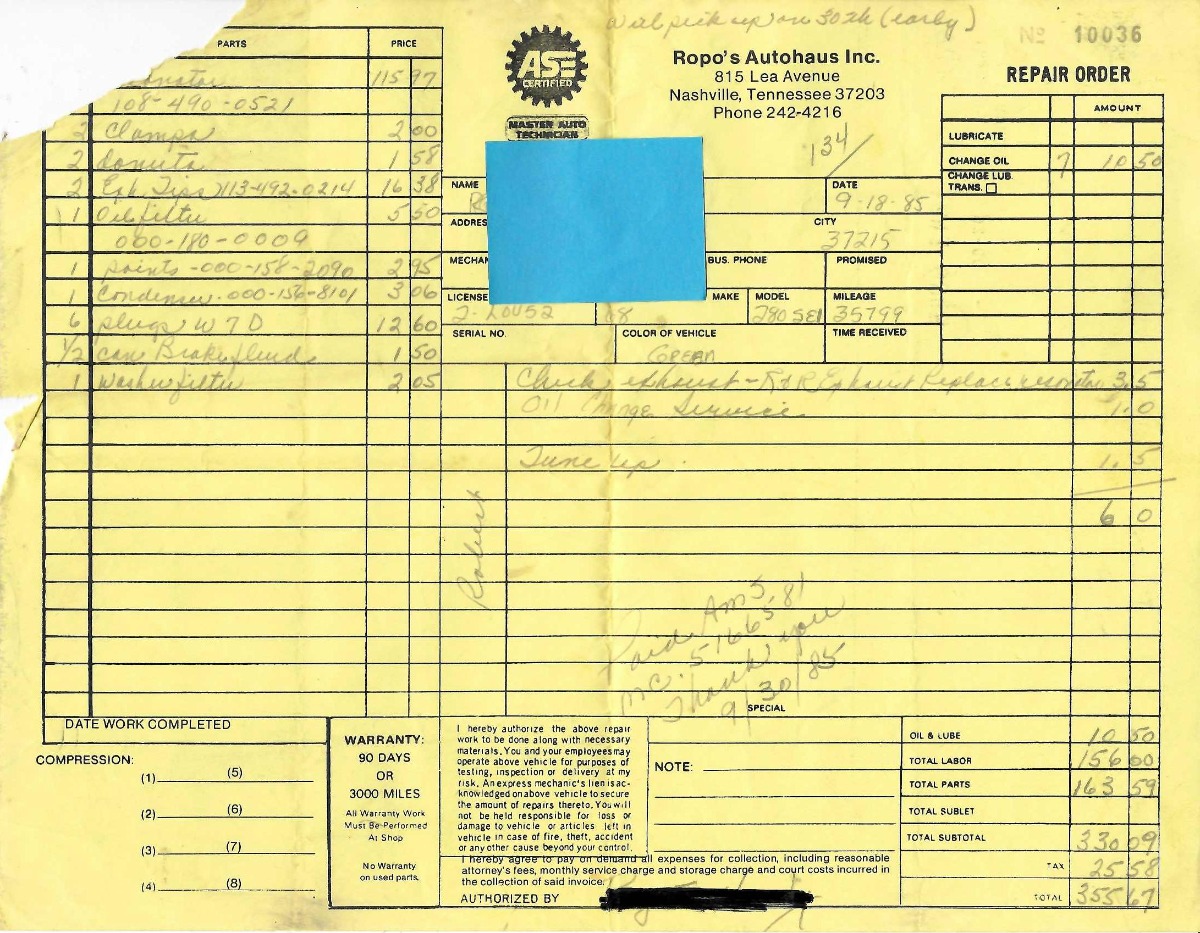 Will pick up on 30th (early)
Nº 10036
PARTS PRICE
115 97
108-490-0521
2 Clamps 2 00
2 donuts 1 58
2 Exh. Tips 113-492-0214 16 38
1 Oil filter 5 50
000-180-0009
1 points -000-158-2090 2 95
1 Condenser -000-156-8101 3 06
6 plugs W7D 12 60
1/2 can Brake fluid 1 50
1 washer filter 2 05
ASE
CERTIFIED
MASTER AUTO
TECHNICIAN
Ropo's Autohaus Inc.
815 Lea Avenue
Nashville, Tennessee 37203
Phone 242-4216
134/
REPAIR ORDER
AMOUNT
LUBRICATE
CHANGE OIL 7 10 50
CHANGE LUB.
TRANS.
NAME
DATE
9-18-85
ADDRES
CITY
37215
MECHAN
BUS. PHONE
PROMISED
LICENSE
2-LOU52
MAKE
MODEL
280 SEI
MILEAGE
35799
SERIAL NO.
COLOR OF VEHICLE
Green
TIME RECEIVED
Check exhaust - R&R Exhaust Replace resonator 3.5
Oil Change Service 1.0
Tune up. 1.5
6 0
Robert
Paid Am 5,81
M.C. 51665
Thank you
9/30/85
SPECIAL
DATE WORK COMPLETED
COMPRESSION:
(1) (5)
(2) (6)
(3) (7)
(4) (8)
WARRANTY:
90 DAYS
OR
3000 MILES
All Warranty Work
Must Be Performed
At Shop
No Warranty
on used parts.
I hereby authorize the above repair
work to be done along with necessary
materials. You and your employees may
operate above vehicle for purposes of
testing, inspection or delivery at my
risk. An express mechanic's lien is ac-
knowledged on above vehicle to secure
the amount of repairs thereto. You will
not be held responsible for loss or
damage to vehicle or articles left in
vehicle in case of fire, theft, accident
or any other cause beyond your control.
I hereby agree to pay on demand all expenses for collection, including reasonable
attorney's fees, monthly service charge and storage charge and court costs incurred in
the collection of said invoice.
AUTHORIZED BY
NOTE:
OIL & LUBE 10 50
TOTAL LABOR 156 00
TOTAL PARTS 163 59
TOTAL SUBLET
TOTAL SUBTOTAL 330 09
TAX 25 58
TOTAL 355 67